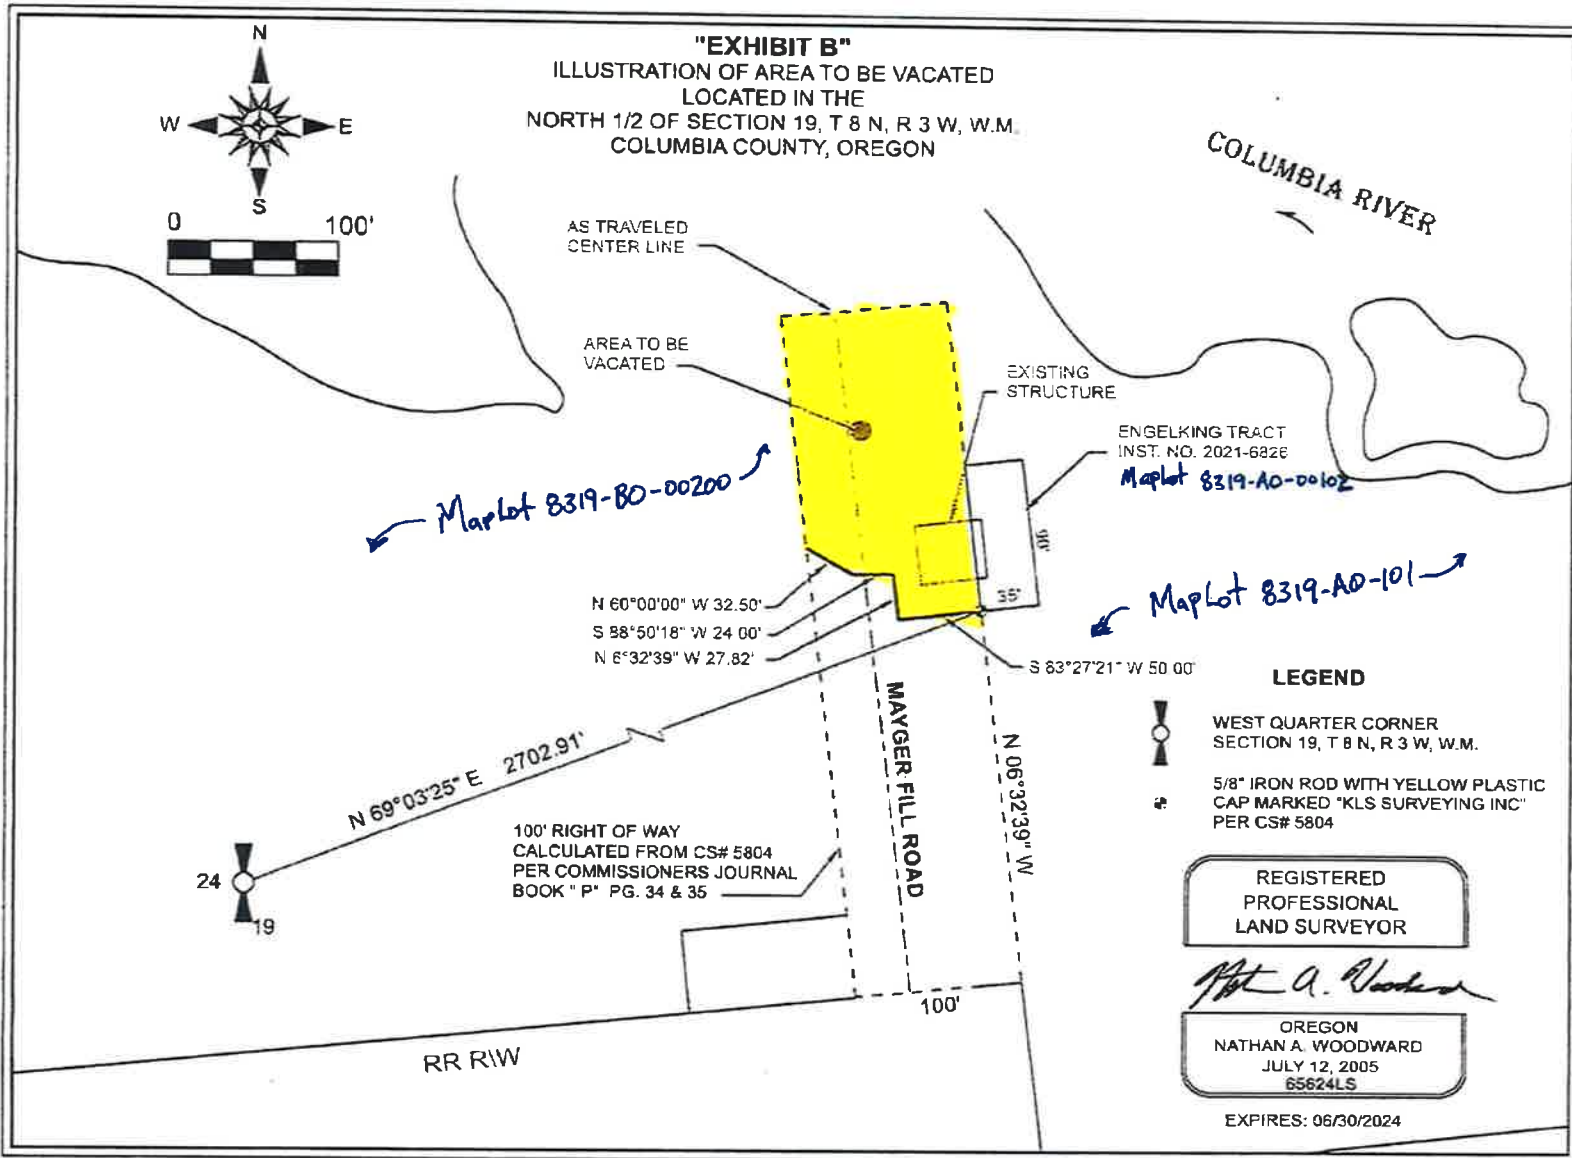 "EXHIBIT B"
ILLUSTRATION OF AREA TO BE VACATED
LOCATED IN THE
NORTH 1/2 OF SECTION 19, T 8 N, R 3 W, W.M.
COLUMBIA COUNTY, OREGON
N
W
E
S
0
100'
COLUMBIA RIVER
AS TRAVELED
CENTER LINE
AREA TO BE
VACATED
EXISTING
STRUCTURE
ENGELKING TRACT
INST. NO. 2021-6826
Maplot 8319-A0-00102
MapLot 8319-B0-00200
90'
35'
MapLot 8319-A0-101
N 60°00'00" W 32.50'
S 88°50'18" W 24.00'
N 6°32'39" W 27.82'
S 83°27'21" W 50.00'
N 69°03'25" E 2702.91'
MAYGER FILL ROAD
N 06°32'39" W
100' RIGHT OF WAY
CALCULATED FROM CS# 5804
PER COMMISSIONERS JOURNAL
BOOK "P" PG. 34 & 35
24
19
100'
RR R\W
LEGEND
WEST QUARTER CORNER
SECTION 19, T 8 N, R 3 W, W.M.
5/8" IRON ROD WITH YELLOW PLASTIC
CAP MARKED "KLS SURVEYING INC"
PER CS# 5804
REGISTERED
PROFESSIONAL
LAND SURVEYOR
OREGON
NATHAN A. WOODWARD
JULY 12, 2005
65624LS
EXPIRES: 06/30/2024